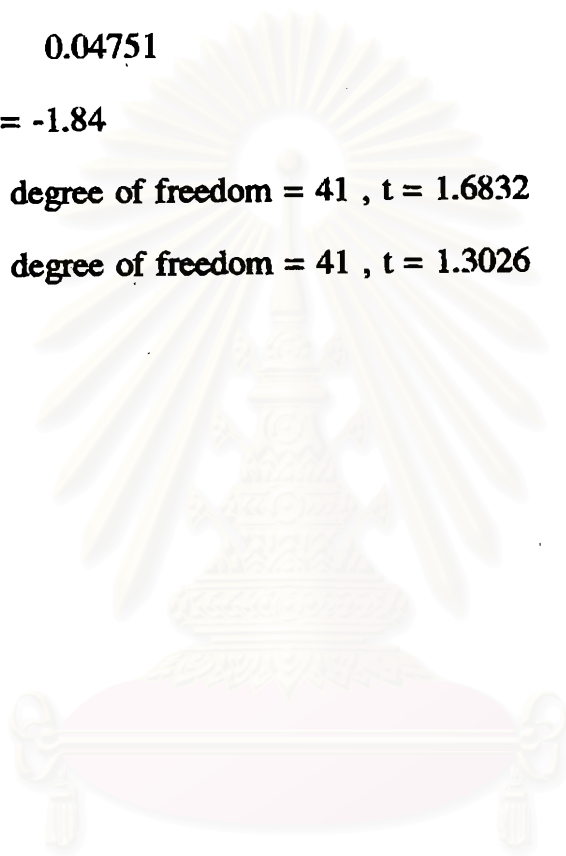 0.04751
= -1.84
degree of freedom = 41 , t = 1.6832
degree of freedom = 41 , t = 1.3026